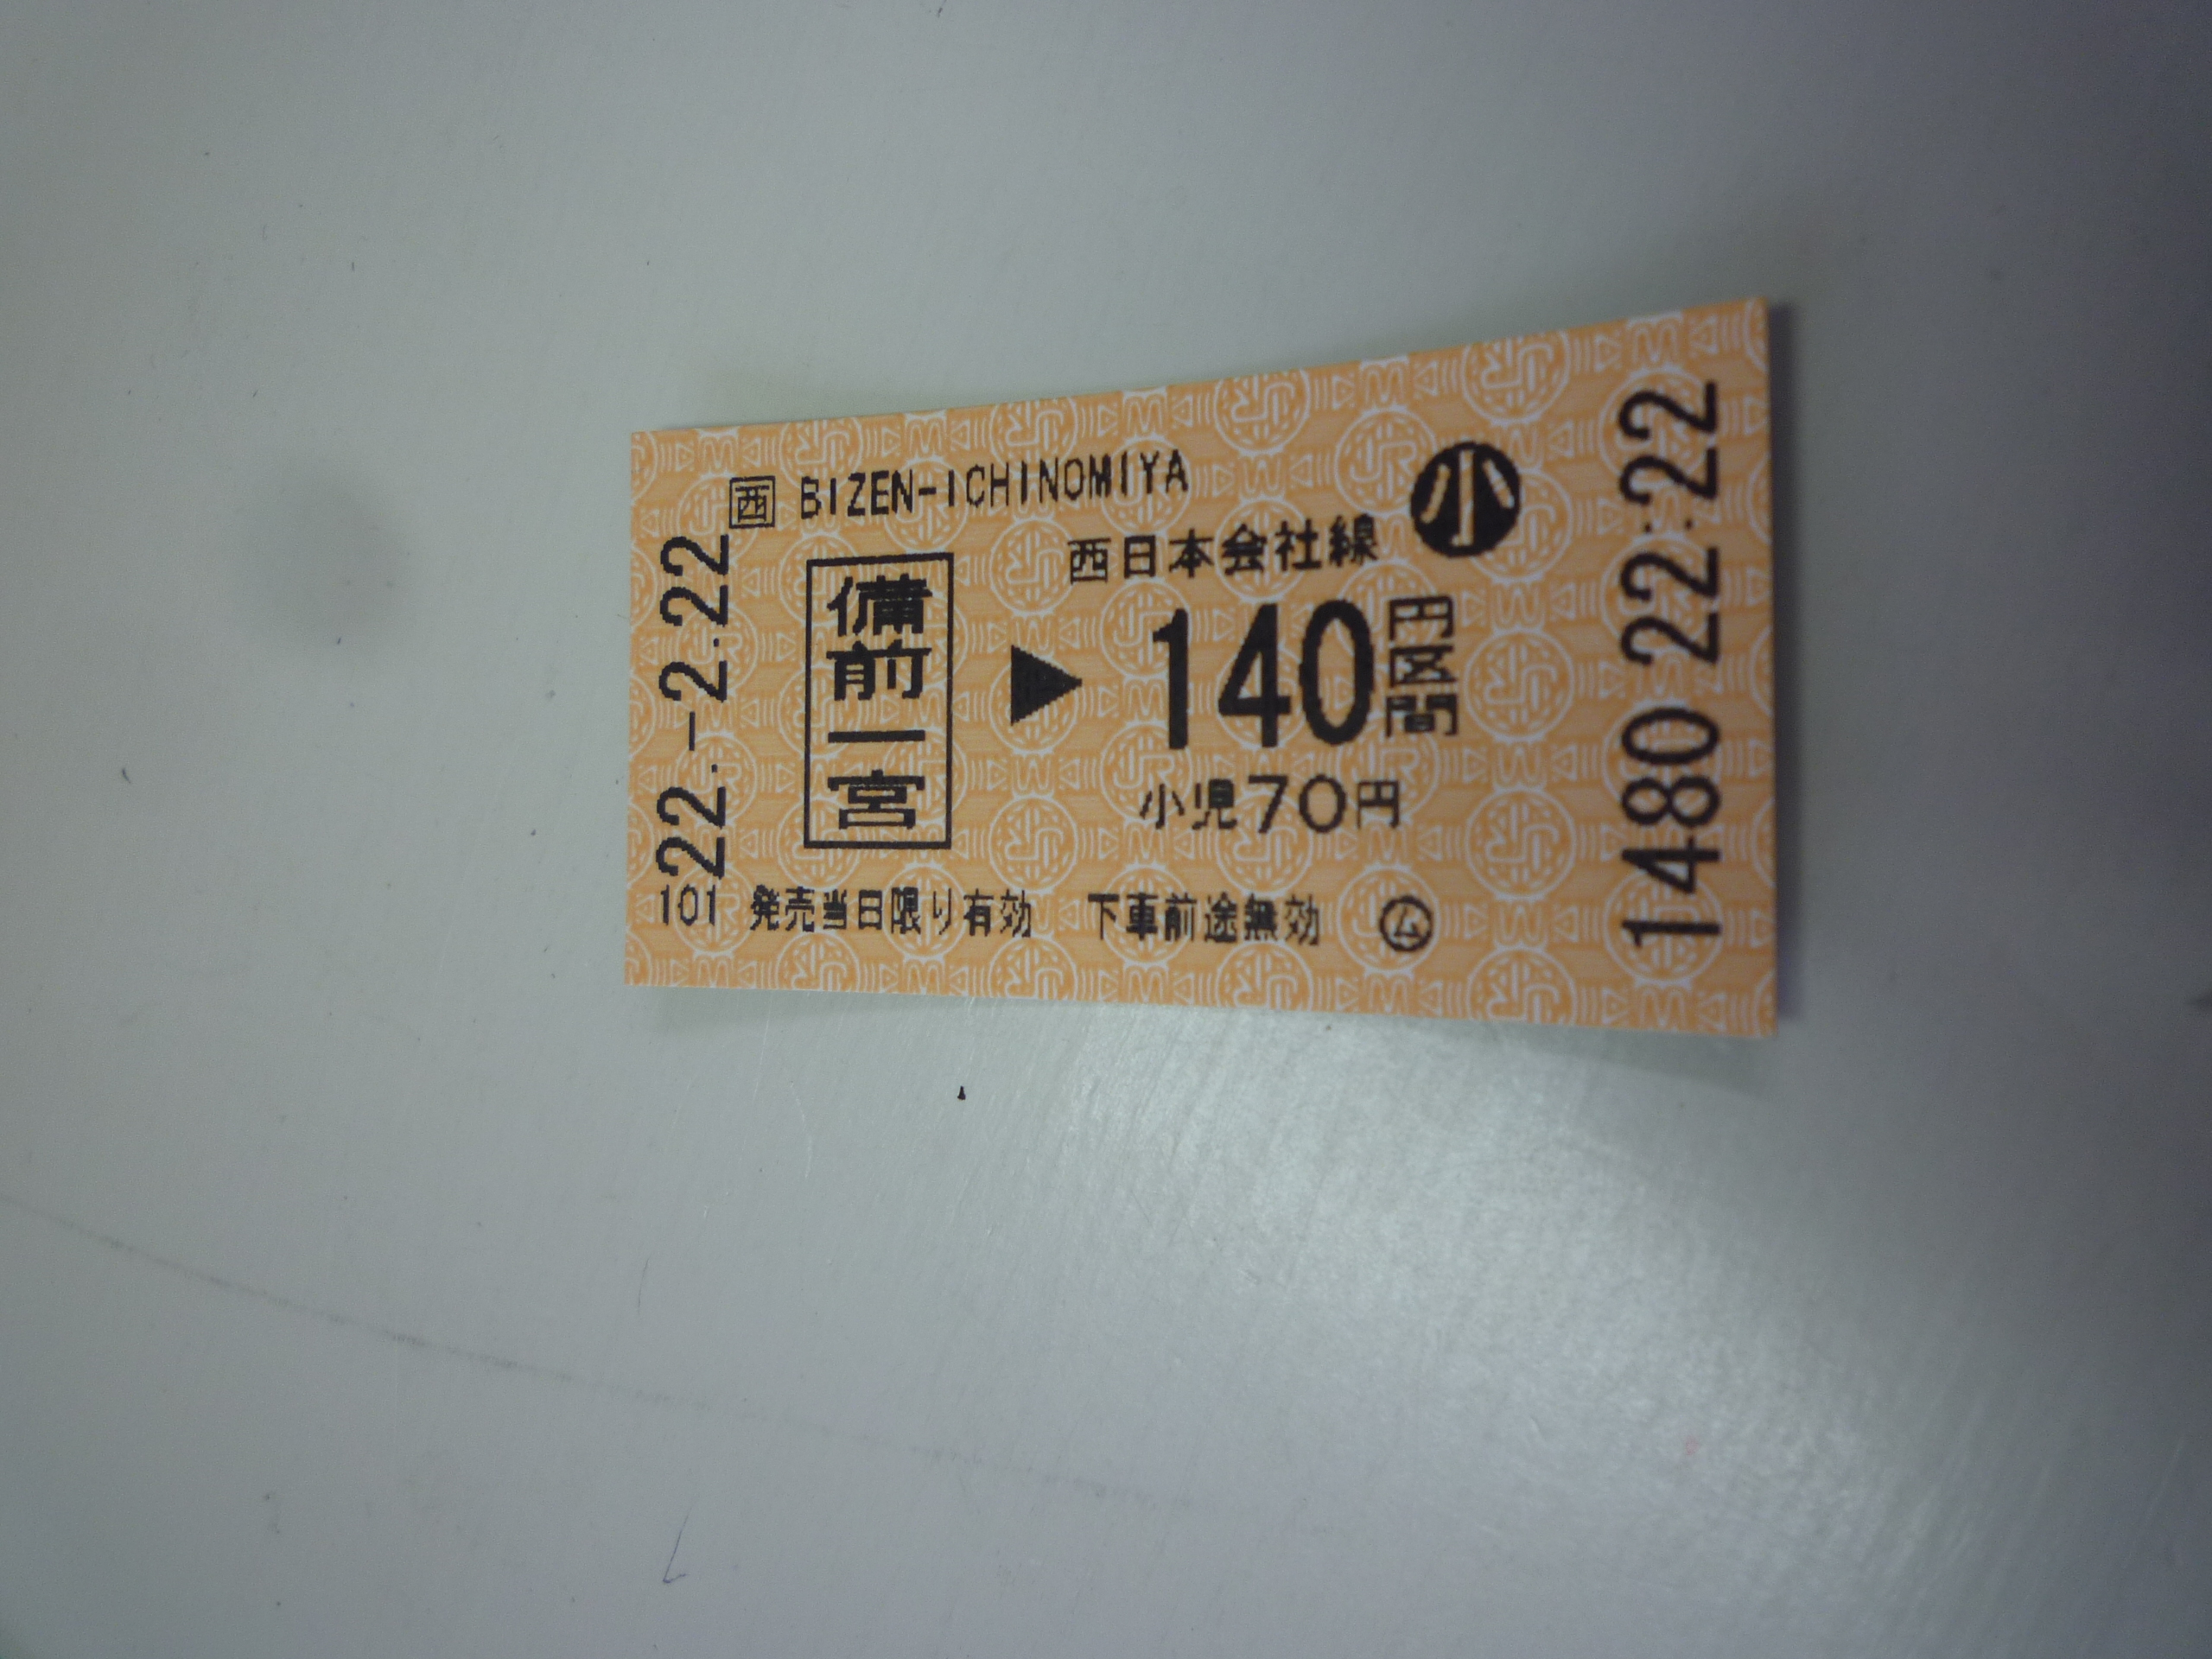 西 BIZEN-ICHINOMIYA
22.-2.22
備前一宮
▶
西日本会社線
140円区間
小
小児70円
101 発売当日限り有効 下車前途無効 ム
1480 22:22